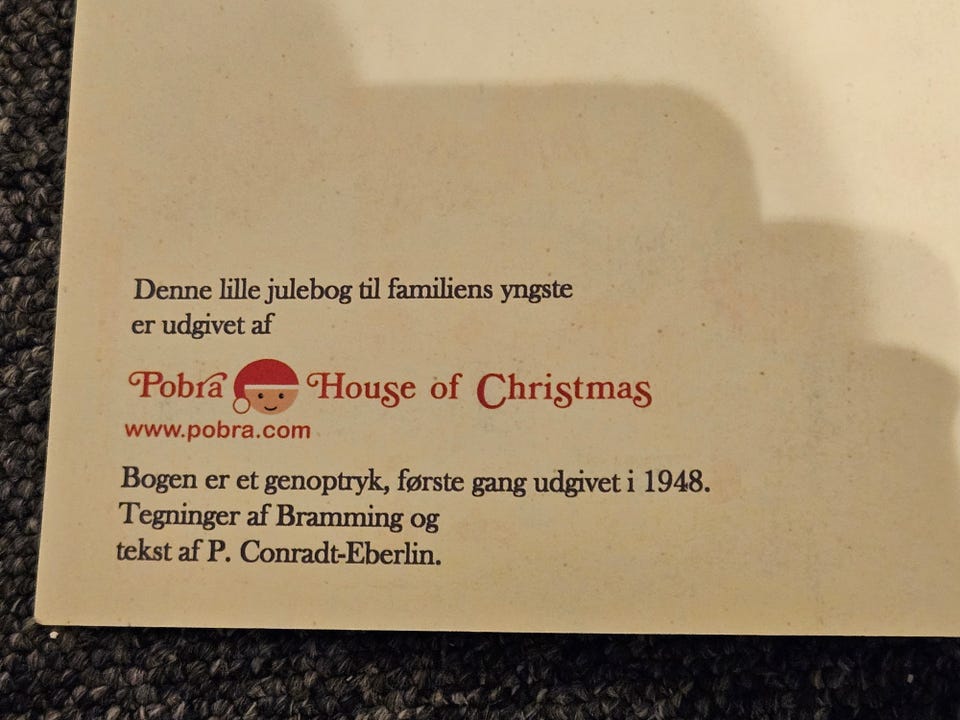 Denne lille julebog til familiens yngste
er udgivet af
Pobra House of Christmas
www.pobra.com
Bogen er et genoptryk, første gang udgivet i 1948.
Tegninger af Bramming og
tekst af P. Conradt-Eberlin.